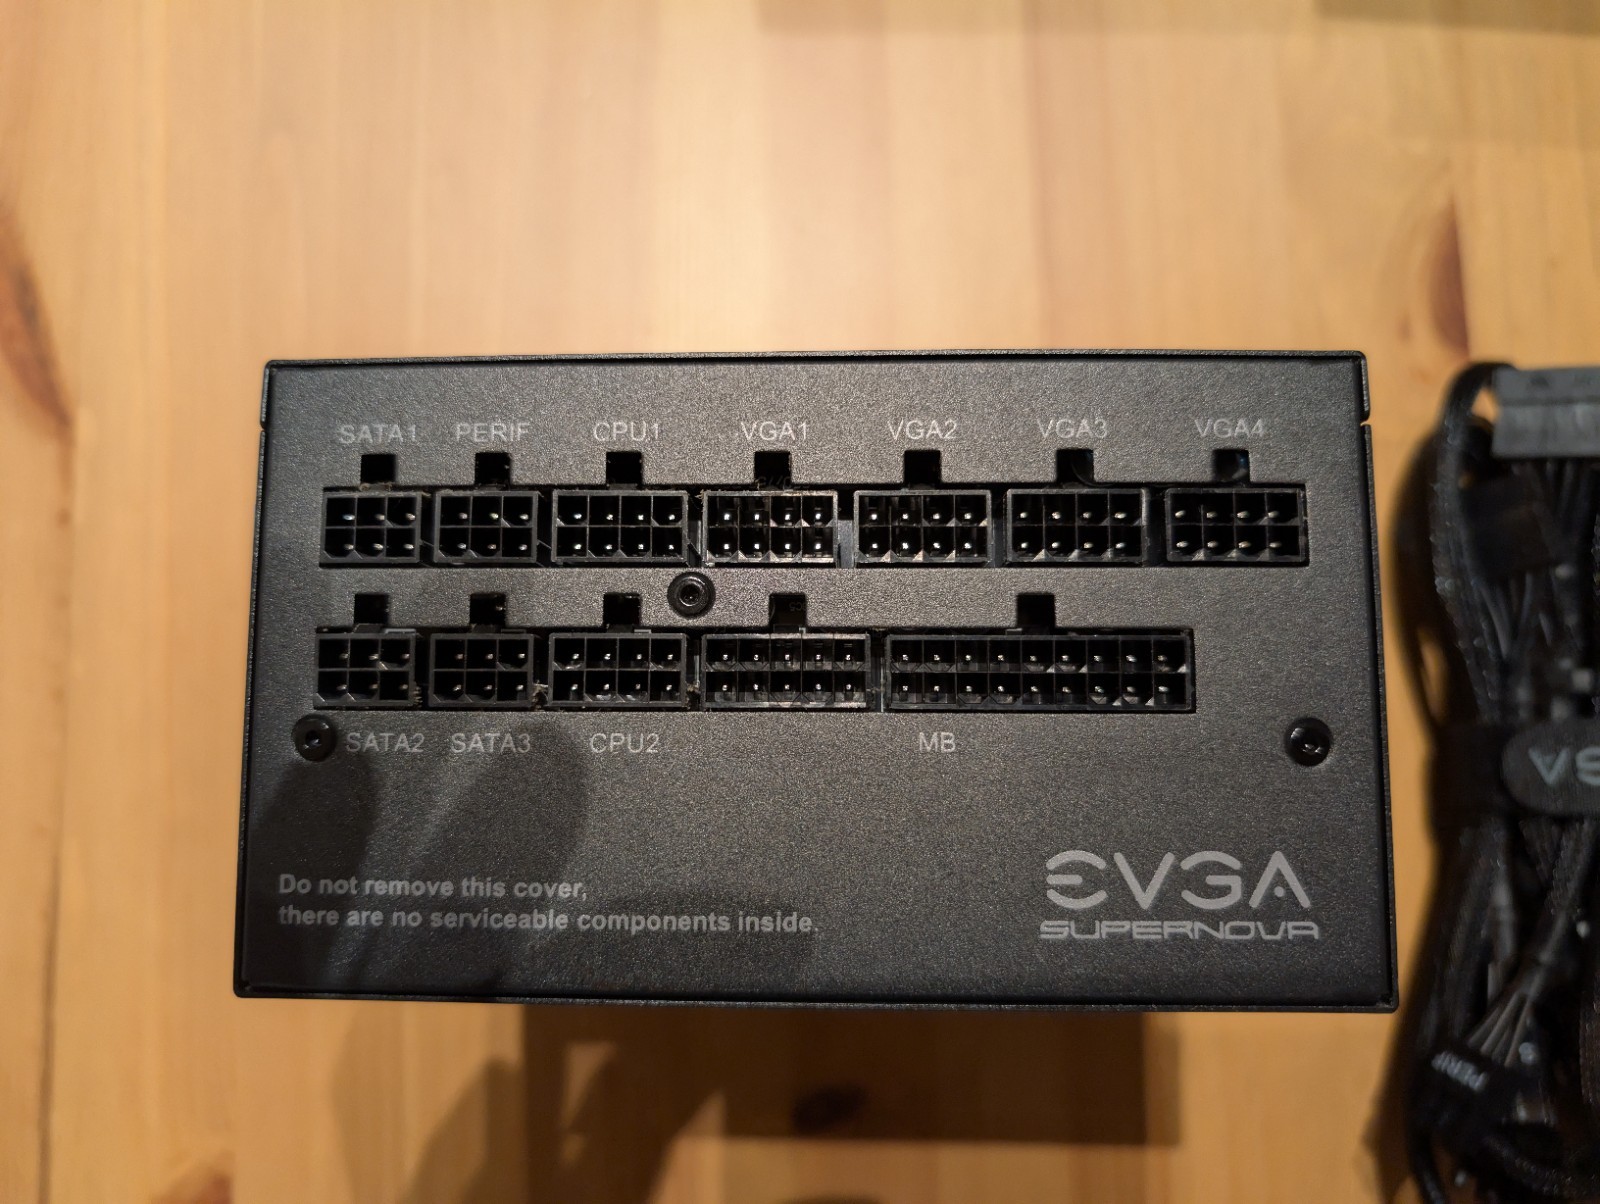 SATA1 PERIF CPU1 VGA1 VGA2 VGA3 VGA4
SATA2 SATA3 CPU2 MB
Do not remove this cover,
there are no serviceable components inside.
EVGA
SUPERNOVA
PERIF